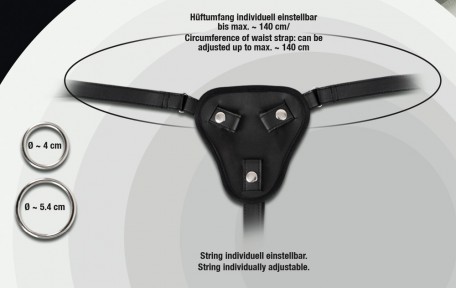 Hüftumfang individuell einstellbar
bis max. ~ 140 cm/
Circumference of waist strap: can be
adjusted up to max. ~ 140 cm
Ø ~ 4 cm
Ø ~ 5.4 cm
String individuell einstellbar.
String individually adjustable.